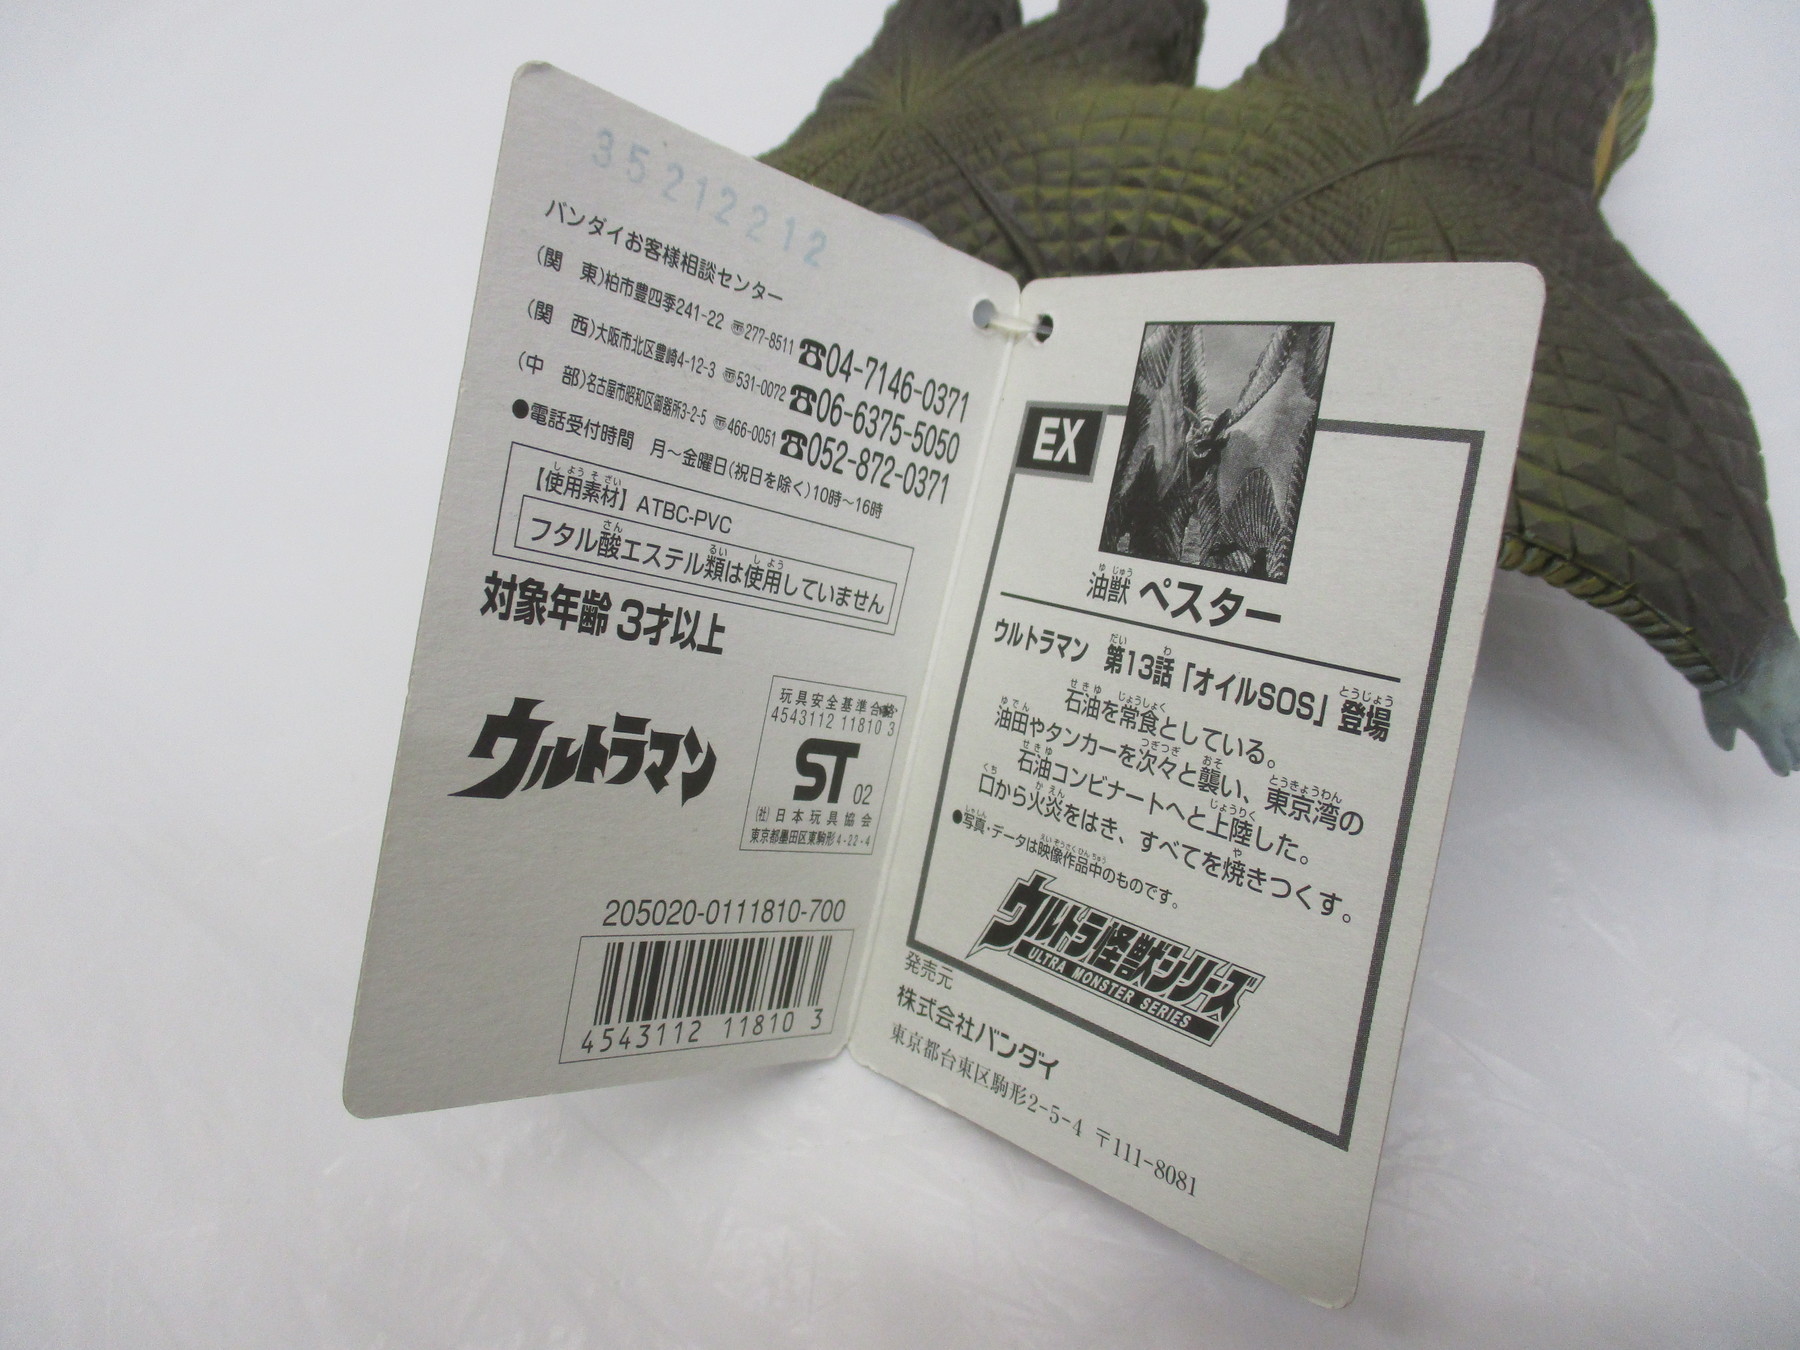 35212212
バンダイお客様相談センター
(関　東)柏市豊四季241-22 〒277-8511 ☎04-7146-0371
(関　西)大阪市北区豊崎4-12-3 〒531-0072 ☎06-6375-5050
(中　部)名古屋市昭和区御器所3-2-5 〒466-0051 ☎052-872-0371
●電話受付時間　月～金曜日(祝日を除く)10時～16時
【使用素材】ATBC-PVC
フタル酸エステル類は使用していません
対象年齢 3才以上
ウルトラマン
玩具安全基準合格
4543112 11810 3
ST 02
(社)日本玩具協会
東京都墨田区東駒形4-22-4
205020-0111810-700
4543112 118103
EX
油獣 ペスター
ウルトラマン 第13話「オイルSOS」登場
石油を常食としている。
油田やタンカーを次々と襲い、東京湾の
石油コンビナートへと上陸した。
口から火炎をはき、すべてを焼きつくす。
●写真・データは映像作品中のものです。
ウルトラ怪獣シリーズ
ULTRA MONSTER SERIES
発売元
株式会社バンダイ
東京都台東区駒形2-5-4 〒111-8081